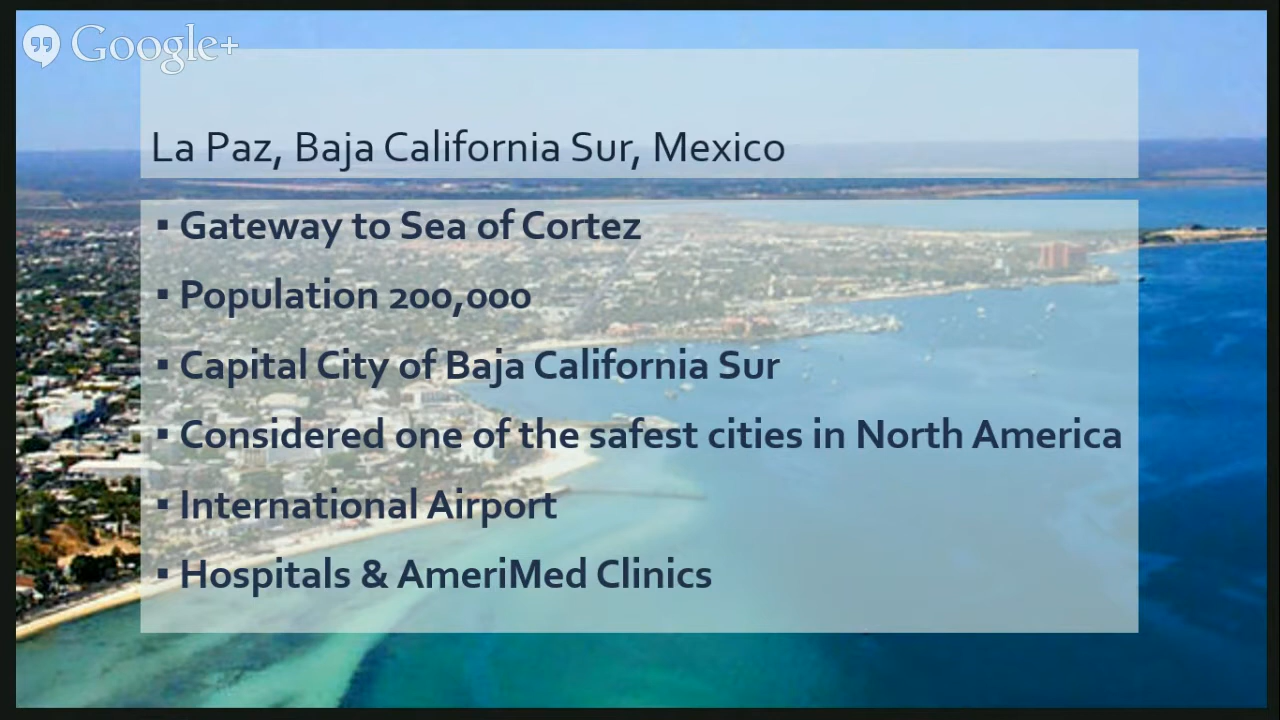 Google+
La Paz, Baja California Sur, Mexico
▪ Gateway to Sea of Cortez
▪ Population 200,000
▪ Capital City of Baja California Sur
▪ Considered one of the safest cities in North America
▪ International Airport
▪ Hospitals & AmeriMed Clinics